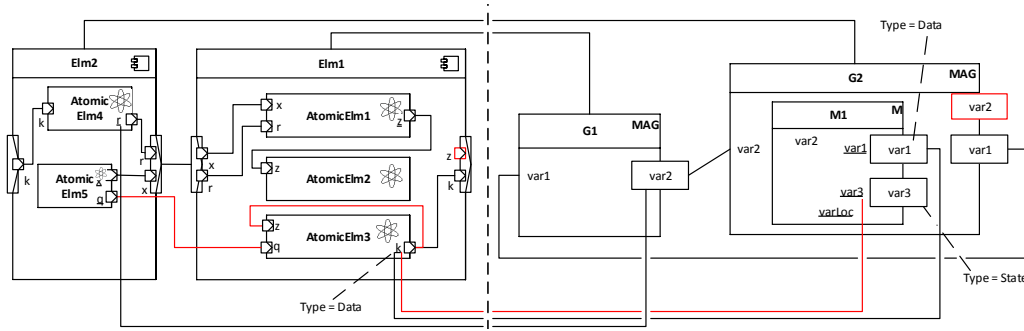 Type = Data
Elm2
Elm1
G2
MAG
Atomic
Elm4
k
r
r
AtomicElm1
x
r
z
x
r
z
k
AtomicElm2
z
k
Atomic
Elm5
x
q
x
AtomicElm3
z
q
k
Type = Data
G1
MAG
var1
var2
var2
M1
M
var2
var1
var1
var3
var3
varLoc
var2
var1
Type = State